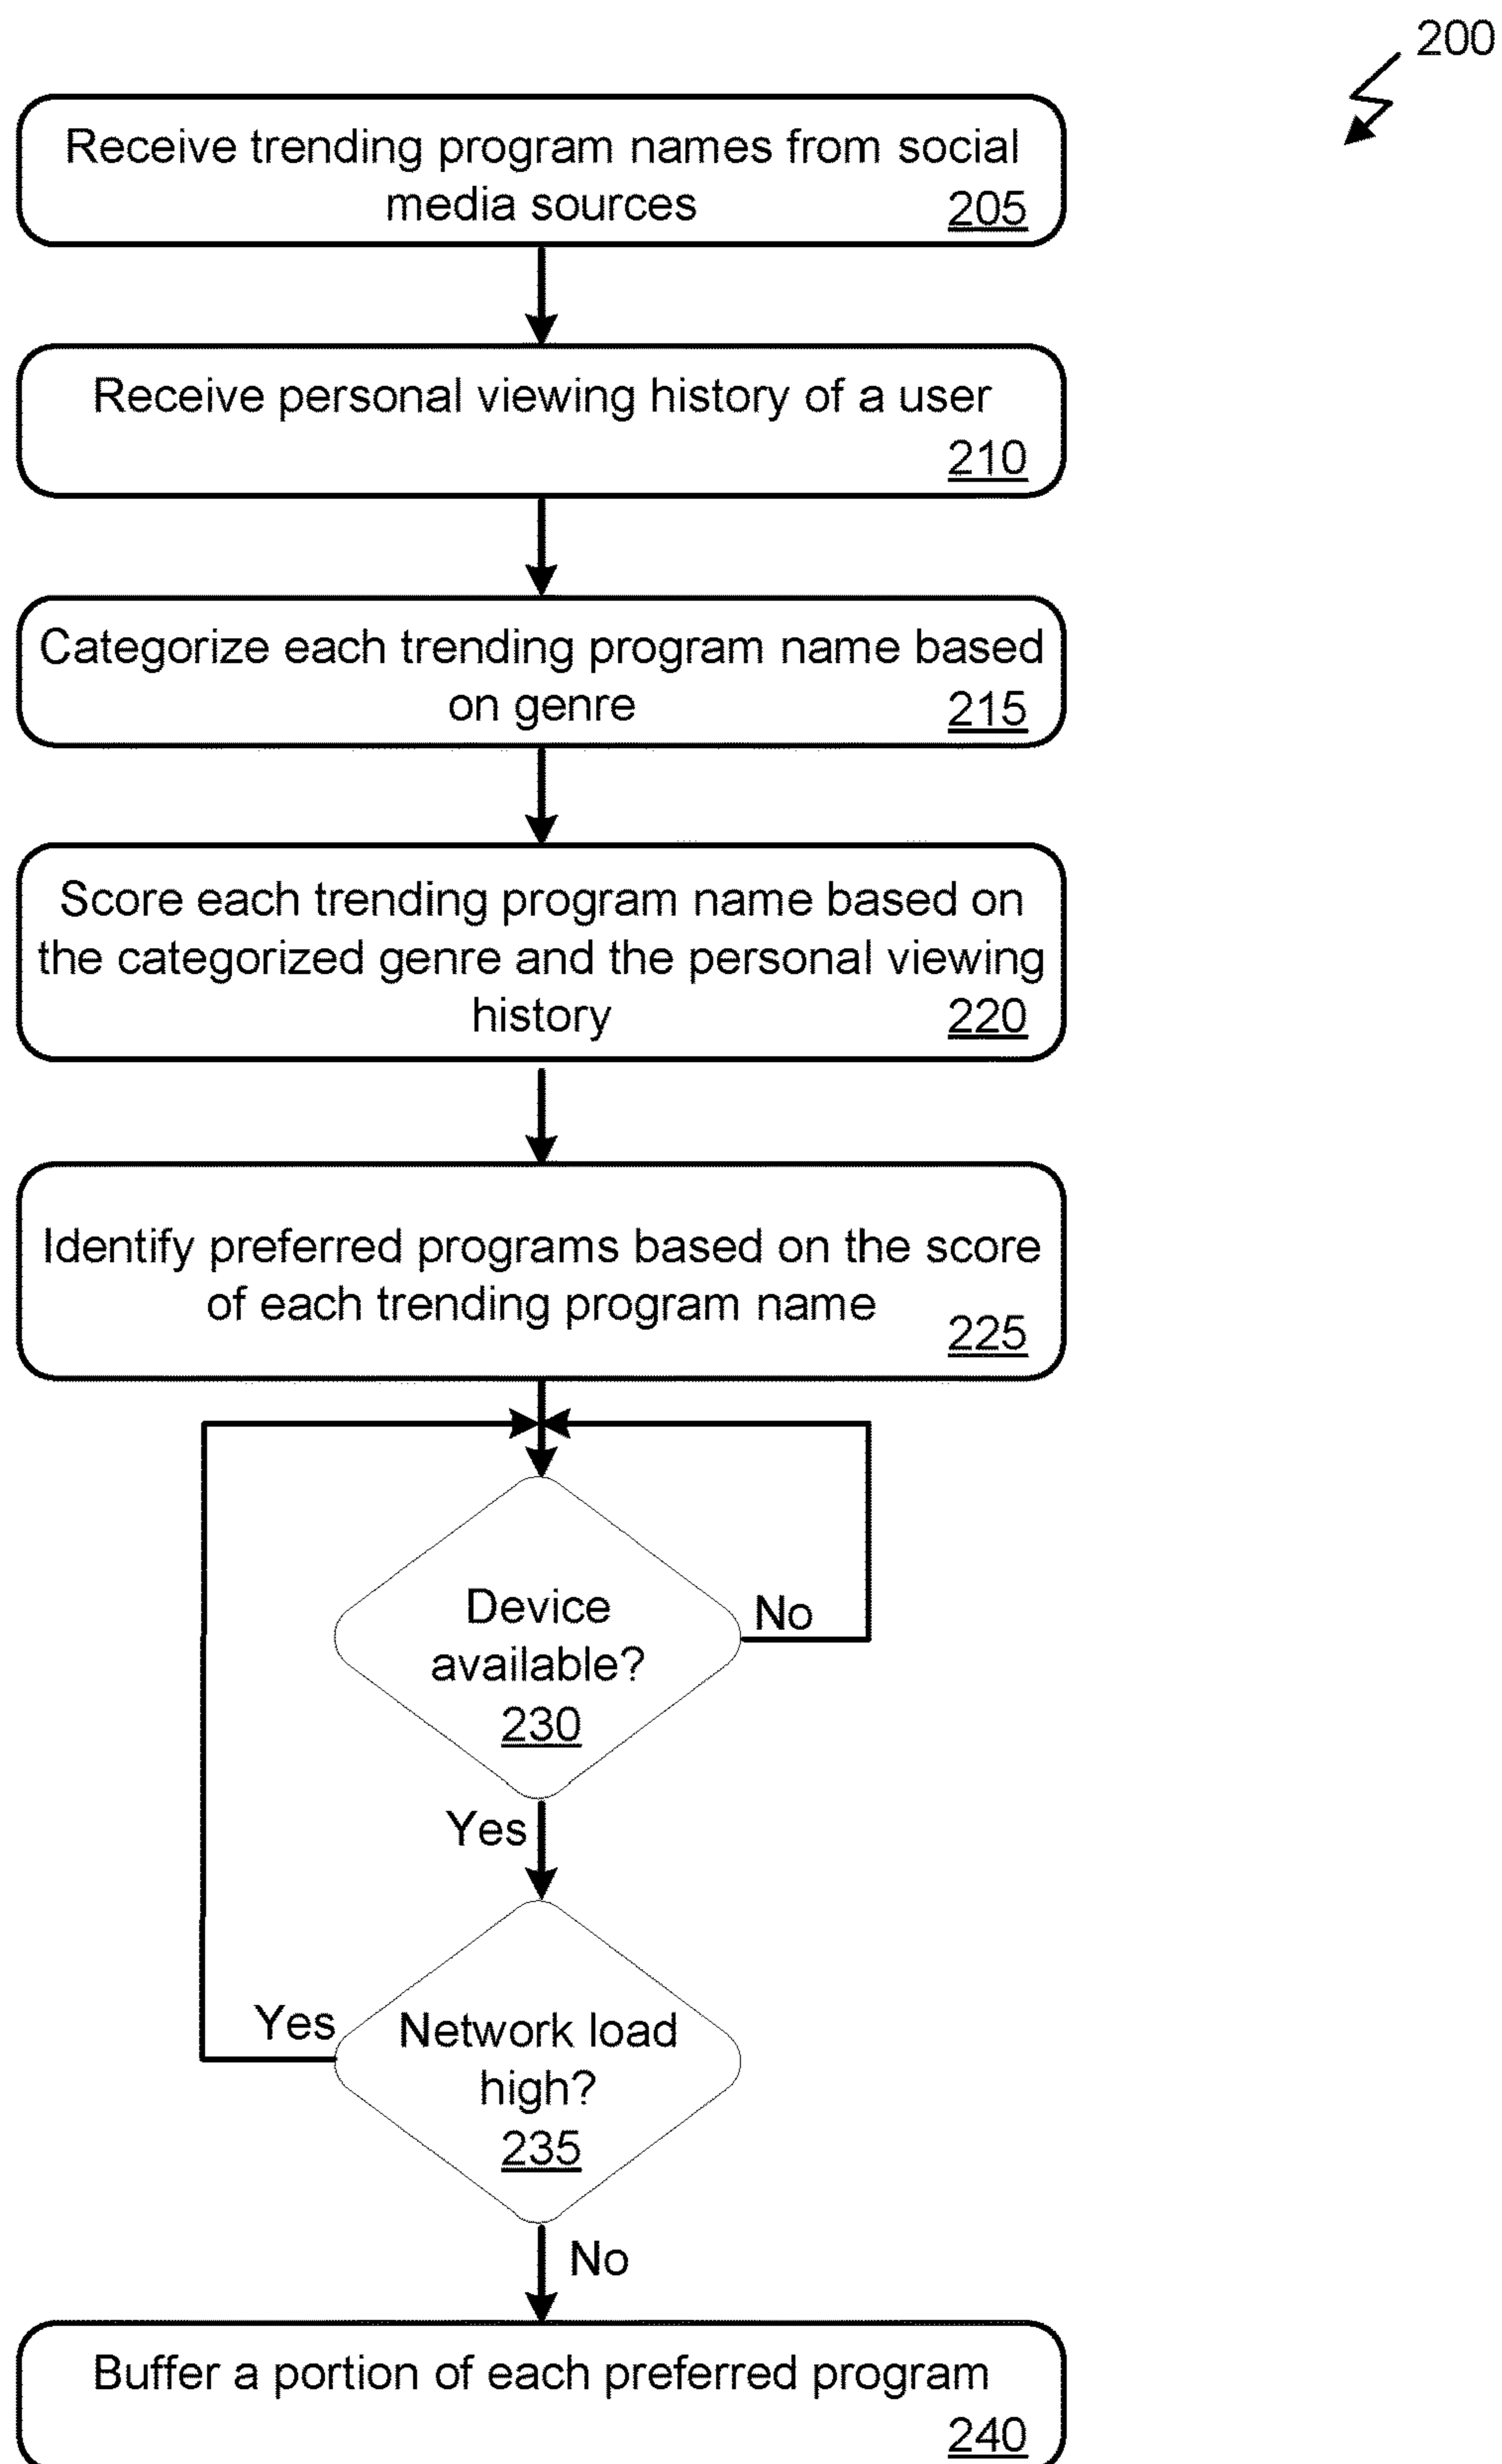 200
Receive trending program names from social
media sources
205
Receive personal viewing history of a user
210
Categorize each trending program name based
on genre
215
Score each trending program name based on
the categorized genre and the personal viewing
history
220
Identify preferred programs based on the score
of each trending program name
225
Device
available?
230
No
Yes
Network load
high?
235
Yes
No
Buffer a portion of each preferred program
240